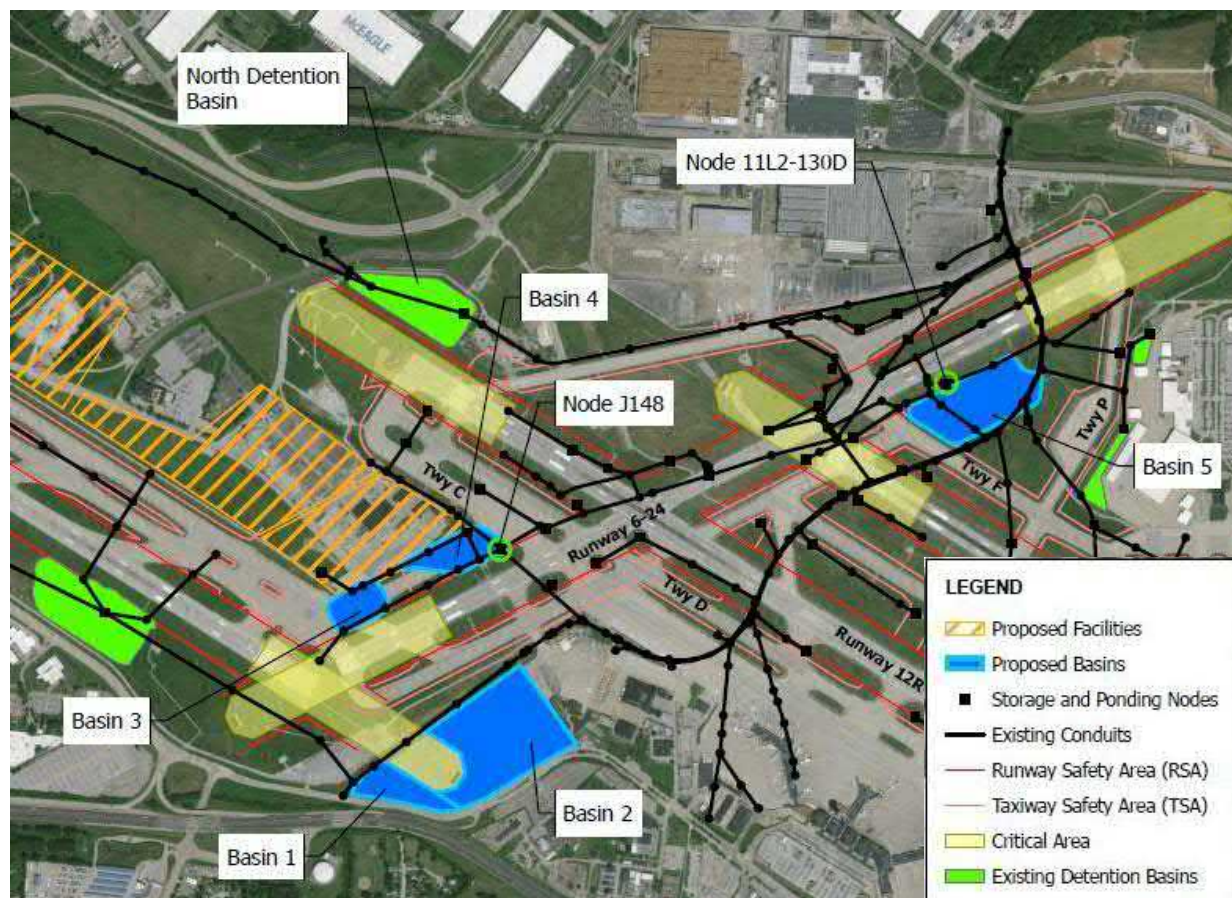 McEAGLE
North Detention
Basin
Node 11L2-130D
Basin 4
Node J148
Twy P
Basin 5
Twy C
Twy F
Runway 6-24
Twy D
Runway 12R
Basin 3
Basin 2
Basin 1
LEGEND
Proposed Facilities
Proposed Basins
Storage and Ponding Nodes
Existing Conduits
Runway Safety Area (RSA)
Taxiway Safety Area (TSA)
Critical Area
Existing Detention Basins